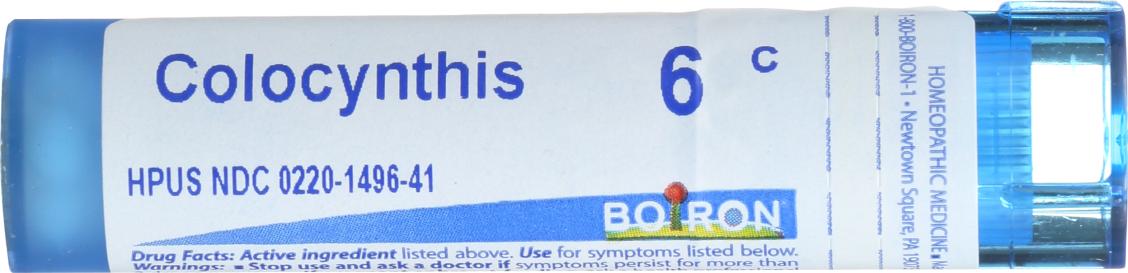 Colocynthis 6 C
HPUS NDC 0220-1496-41
BOIRON
Drug Facts: Active ingredient listed above. Use for symptoms listed below.
Warnings: ▪ Stop use and ask a doctor if symptoms persist for more than
HOMEOPATHIC MEDICINE ▪
1-800-BOIRON-1 • Newtown Square, PA